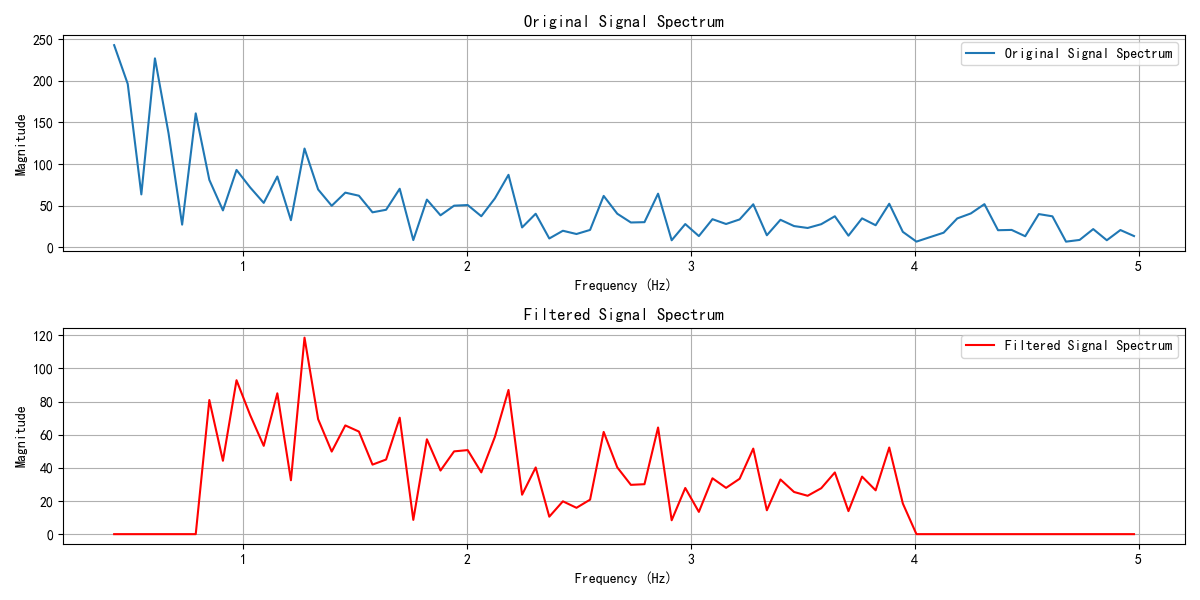 Original Signal Spectrum
250
200
150
100
50
0
Magnitude
Original Signal Spectrum
1
2
3
4
5
Frequency (Hz)
Filtered Signal Spectrum
120
100
80
60
40
20
0
Magnitude
Filtered Signal Spectrum
1
2
3
4
5
Frequency (Hz)